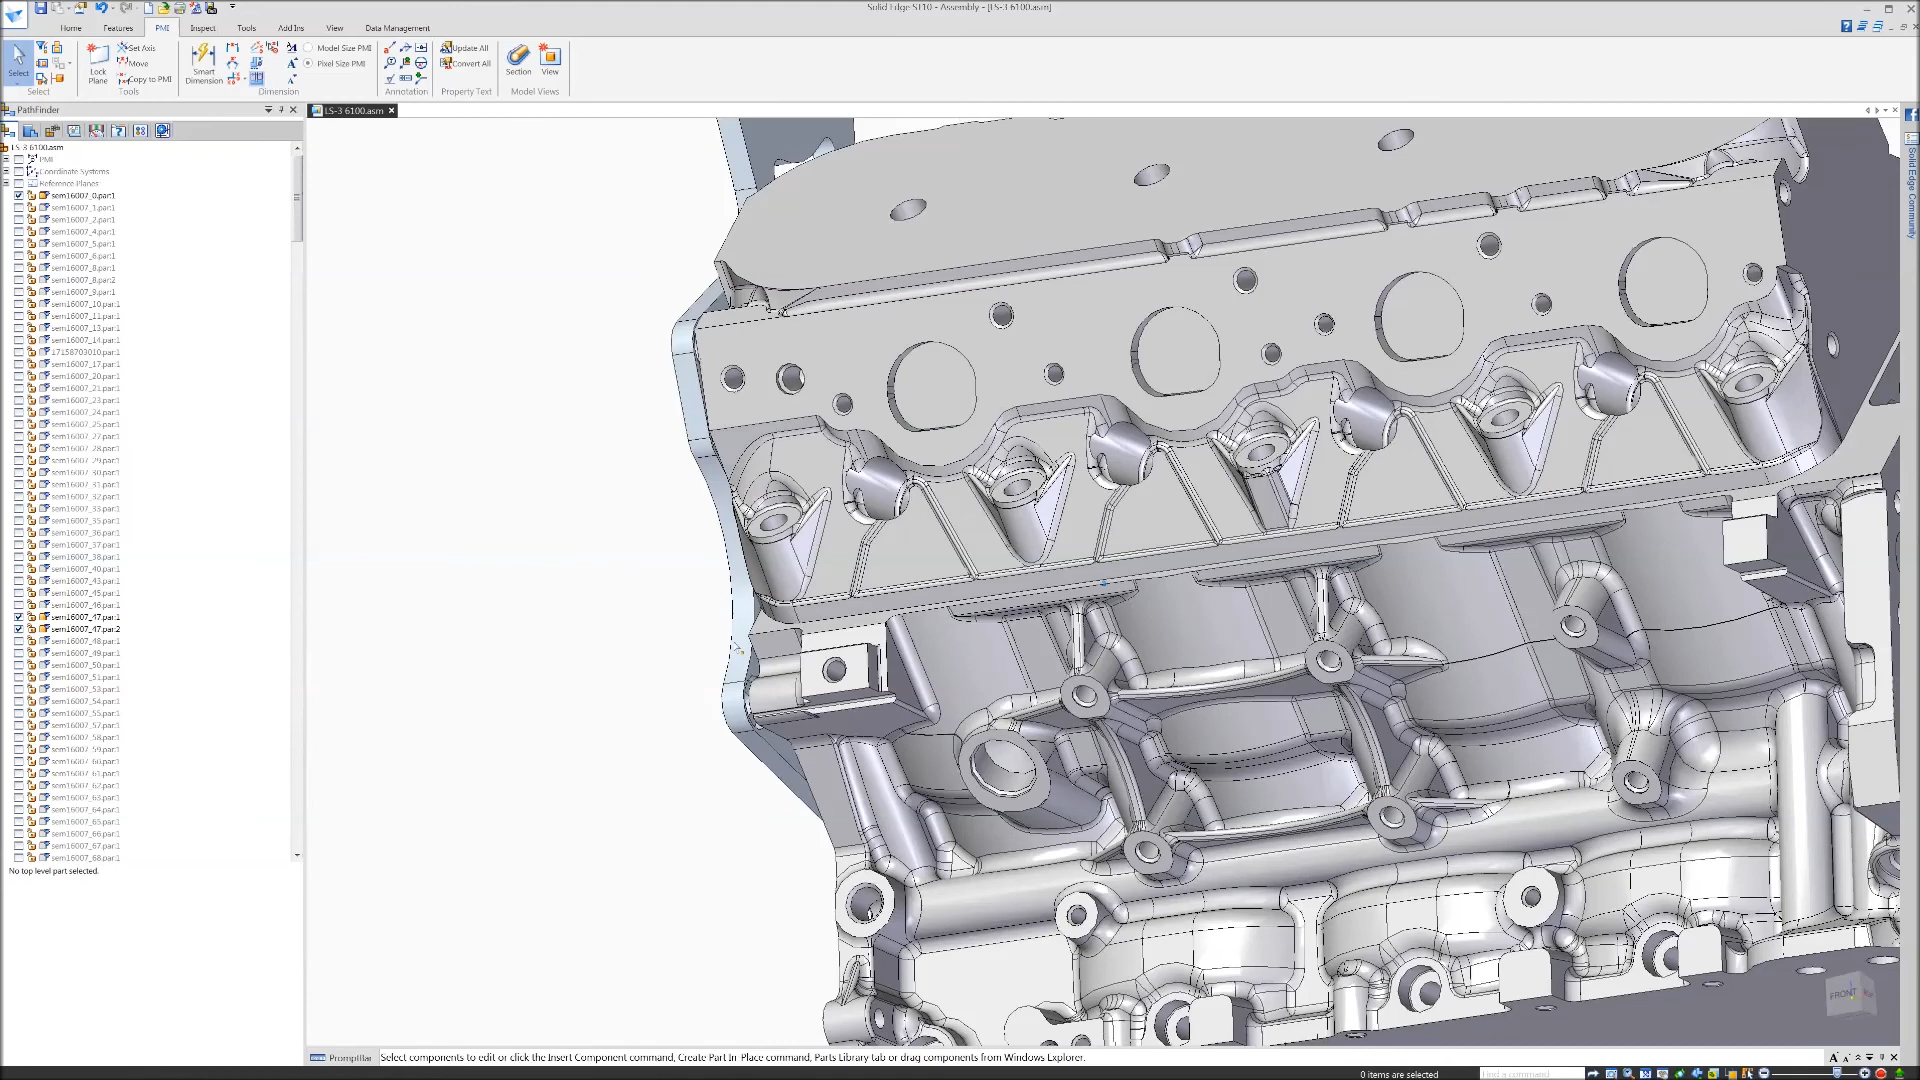 Solid Edge ST10 - Assembly - [LS-3 6100.asm]
Home Features PMI Inspect Tools Add Ins View Data Management
Select
Lock Plane
Set Axis
Move
Copy to PMI
Smart Dimension
Model Size PMI
Pixel Size PMI
Update All
Convert All
Section
View
Select Tools Dimension Annotation Property Text Model Views
PathFinder
LS-3 6100.asm
LS-3 6100.asm
PMI
Coordinate Systems
Reference Planes
sem16007_0.par:1
sem16007_1.par:1
sem16007_2.par:1
sem16007_4.par:1
sem16007_5.par:1
sem16007_6.par:1
sem16007_8.par:1
sem16007_8.par:2
sem16007_9.par:1
sem16007_10.par:1
sem16007_11.par:1
sem16007_13.par:1
sem16007_14.par:1
17158703010.par:1
sem16007_17.par:1
sem16007_20.par:1
sem16007_21.par:1
sem16007_23.par:1
sem16007_24.par:1
sem16007_25.par:1
sem16007_27.par:1
sem16007_28.par:1
sem16007_29.par:1
sem16007_30.par:1
sem16007_31.par:1
sem16007_32.par:1
sem16007_33.par:1
sem16007_35.par:1
sem16007_36.par:1
sem16007_37.par:1
sem16007_38.par:1
sem16007_40.par:1
sem16007_43.par:1
sem16007_45.par:1
sem16007_46.par:1
sem16007_47.par:1
sem16007_47.par:2
sem16007_48.par:1
sem16007_49.par:1
sem16007_50.par:1
sem16007_51.par:1
sem16007_53.par:1
sem16007_54.par:1
sem16007_55.par:1
sem16007_57.par:1
sem16007_58.par:1
sem16007_59.par:1
sem16007_60.par:1
sem16007_61.par:1
sem16007_62.par:1
sem16007_63.par:1
sem16007_64.par:1
sem16007_65.par:1
sem16007_66.par:1
sem16007_67.par:1
sem16007_68.par:1
No top level part selected.
Solid Edge Community
FRONT
PromptBar
Select components to edit or click the Insert Component command, Create Part In-Place command, Parts Library tab or drag components from Windows Explorer.
0 items are selected
Find a command